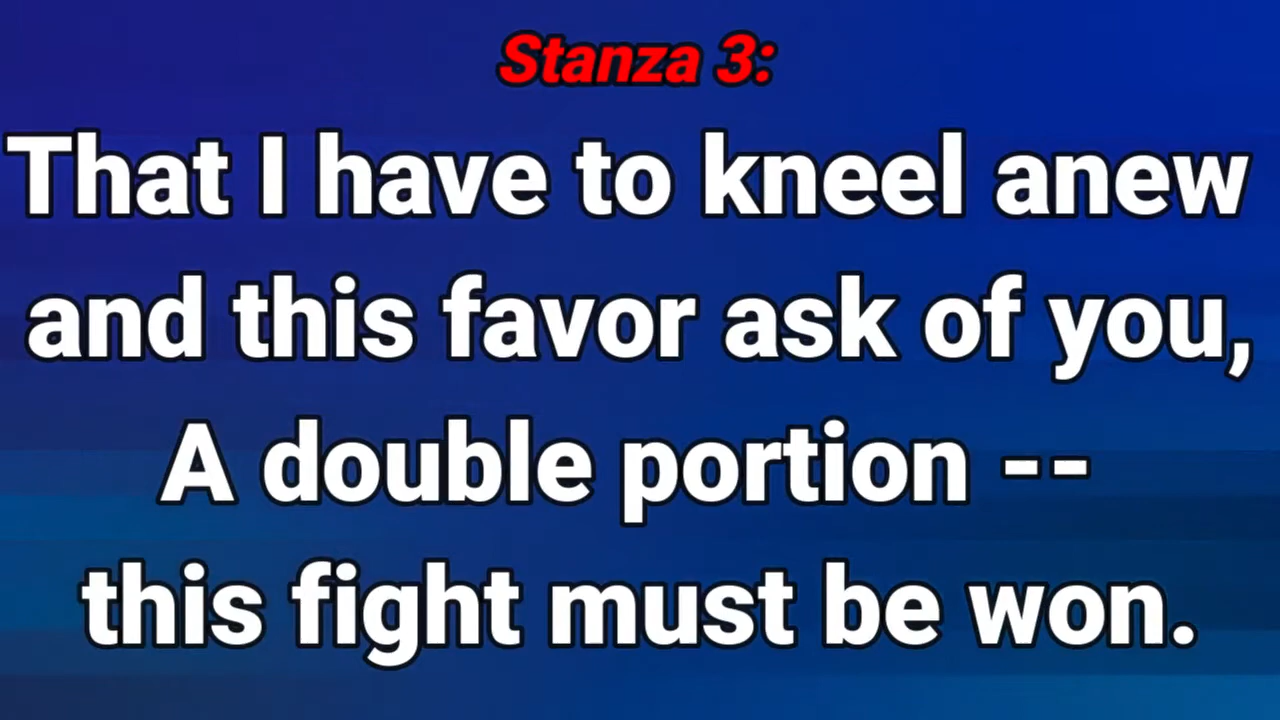 Stanza 3:
That I have to kneel anew
and this favor ask of you,
A double portion --
this fight must be won.